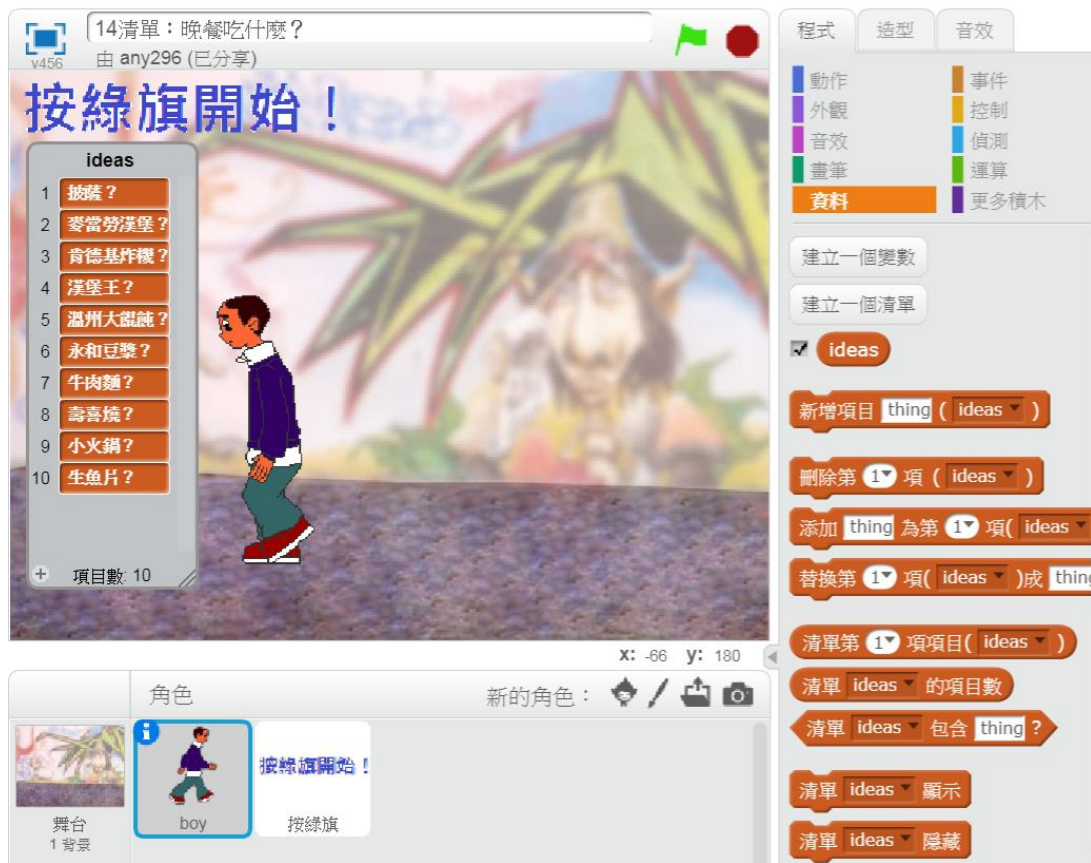 14清單：晚餐吃什麼？
v456
由 any296 (已分享)
按綠旗開始！
ideas
1 披薩？
2 麥當勞漢堡？
3 肯德基炸機？
4 漢堡王？
5 溫州大餛飩？
6 永和豆漿？
7 牛肉麵？
8 壽喜燒？
9 小火鍋？
10 生魚片？
+ 項目數: 10
x: -66 y: 180
角色
新的角色：
舞台
1 背景
boy
按綠旗開始！
按綠旗
程式 造型 音效
動作 事件
外觀 控制
音效 偵測
畫筆 運算
資料 更多積木
建立一個變數
建立一個清單
ideas
新增項目 thing ( ideas )
刪除第 1 項 ( ideas )
添加 thing 為第 1 項( ideas
替換第 1 項( ideas )成 thing
清單第 1 項項目( ideas )
清單 ideas 的項目數
清單 ideas 包含 thing ?
清單 ideas 顯示
清單 ideas 隱藏